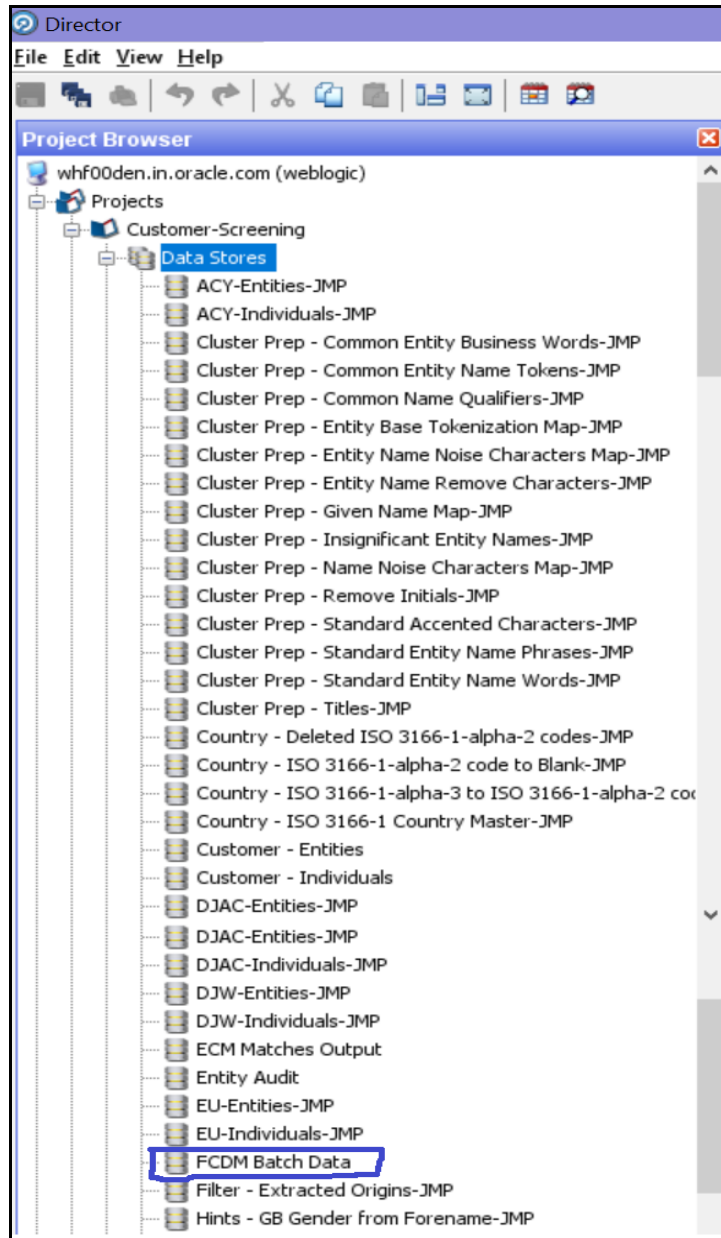 Director
File Edit View Help
Project Browser
whf00den.in.oracle.com (weblogic)
Projects
Customer-Screening
Data Stores
ACY-Entities-JMP
ACY-Individuals-JMP
Cluster Prep - Common Entity Business Words-JMP
Cluster Prep - Common Entity Name Tokens-JMP
Cluster Prep - Common Name Qualifiers-JMP
Cluster Prep - Entity Base Tokenization Map-JMP
Cluster Prep - Entity Name Noise Characters Map-JMP
Cluster Prep - Entity Name Remove Characters-JMP
Cluster Prep - Given Name Map-JMP
Cluster Prep - Insignificant Entity Names-JMP
Cluster Prep - Name Noise Characters Map-JMP
Cluster Prep - Remove Initials-JMP
Cluster Prep - Standard Accented Characters-JMP
Cluster Prep - Standard Entity Name Phrases-JMP
Cluster Prep - Standard Entity Name Words-JMP
Cluster Prep - Titles-JMP
Country - Deleted ISO 3166-1-alpha-2 codes-JMP
Country - ISO 3166-1-alpha-2 code to Blank-JMP
Country - ISO 3166-1-alpha-3 to ISO 3166-1-alpha-2 co
Country - ISO 3166-1 Country Master-JMP
Customer - Entities
Customer - Individuals
DJAC-Entities-JMP
DJAC-Entities-JMP
DJAC-Individuals-JMP
DJW-Entities-JMP
DJW-Individuals-JMP
ECM Matches Output
Entity Audit
EU-Entities-JMP
EU-Individuals-JMP
FCDM Batch Data
Filter - Extracted Origins-JMP
Hints - GB Gender from Forename-JMP